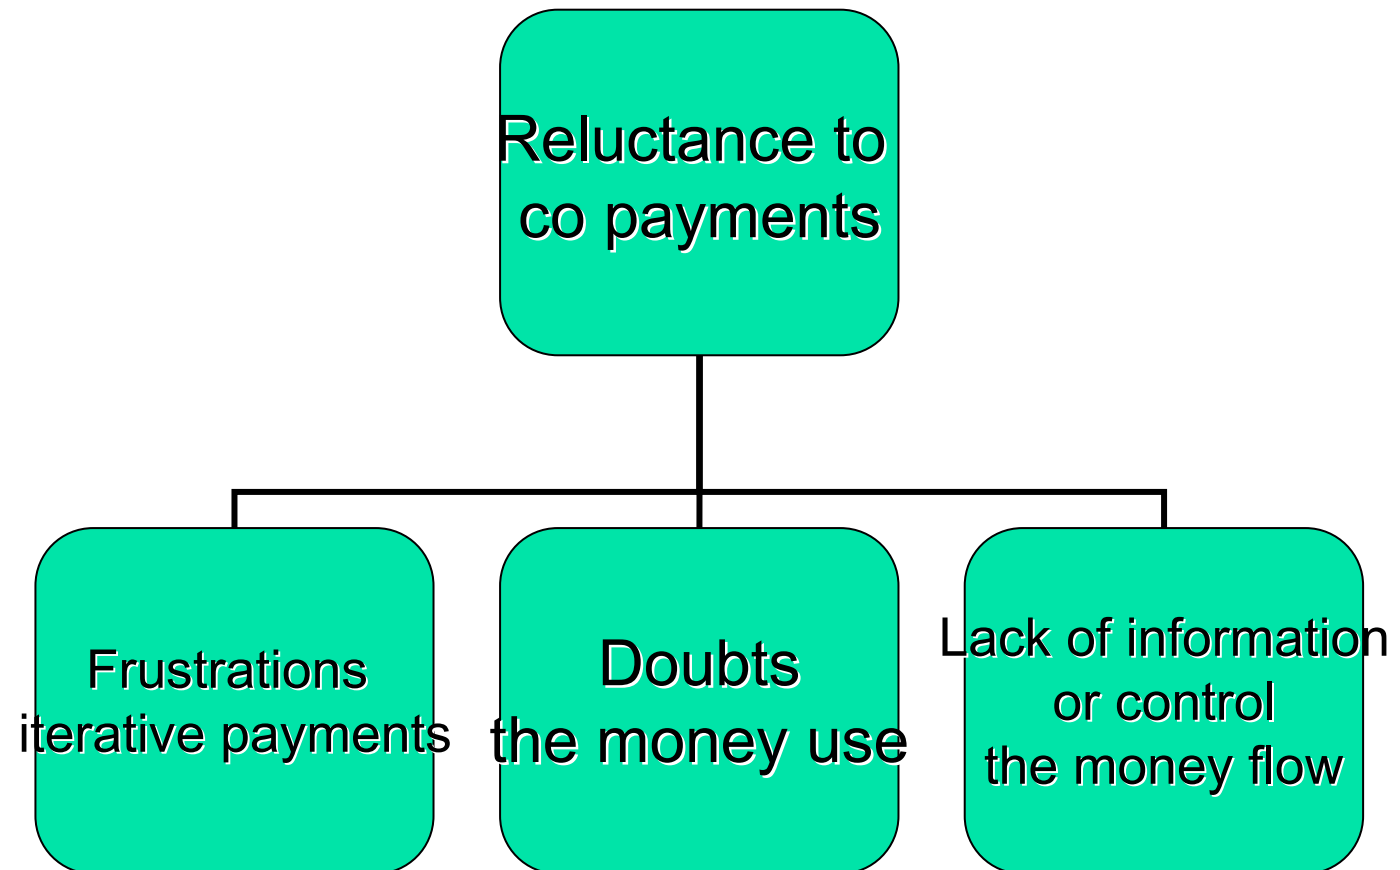 Reluctance to
co payments
Frustrations
iterative payments
Doubts
the money use
Lack of information
or control
the money flow